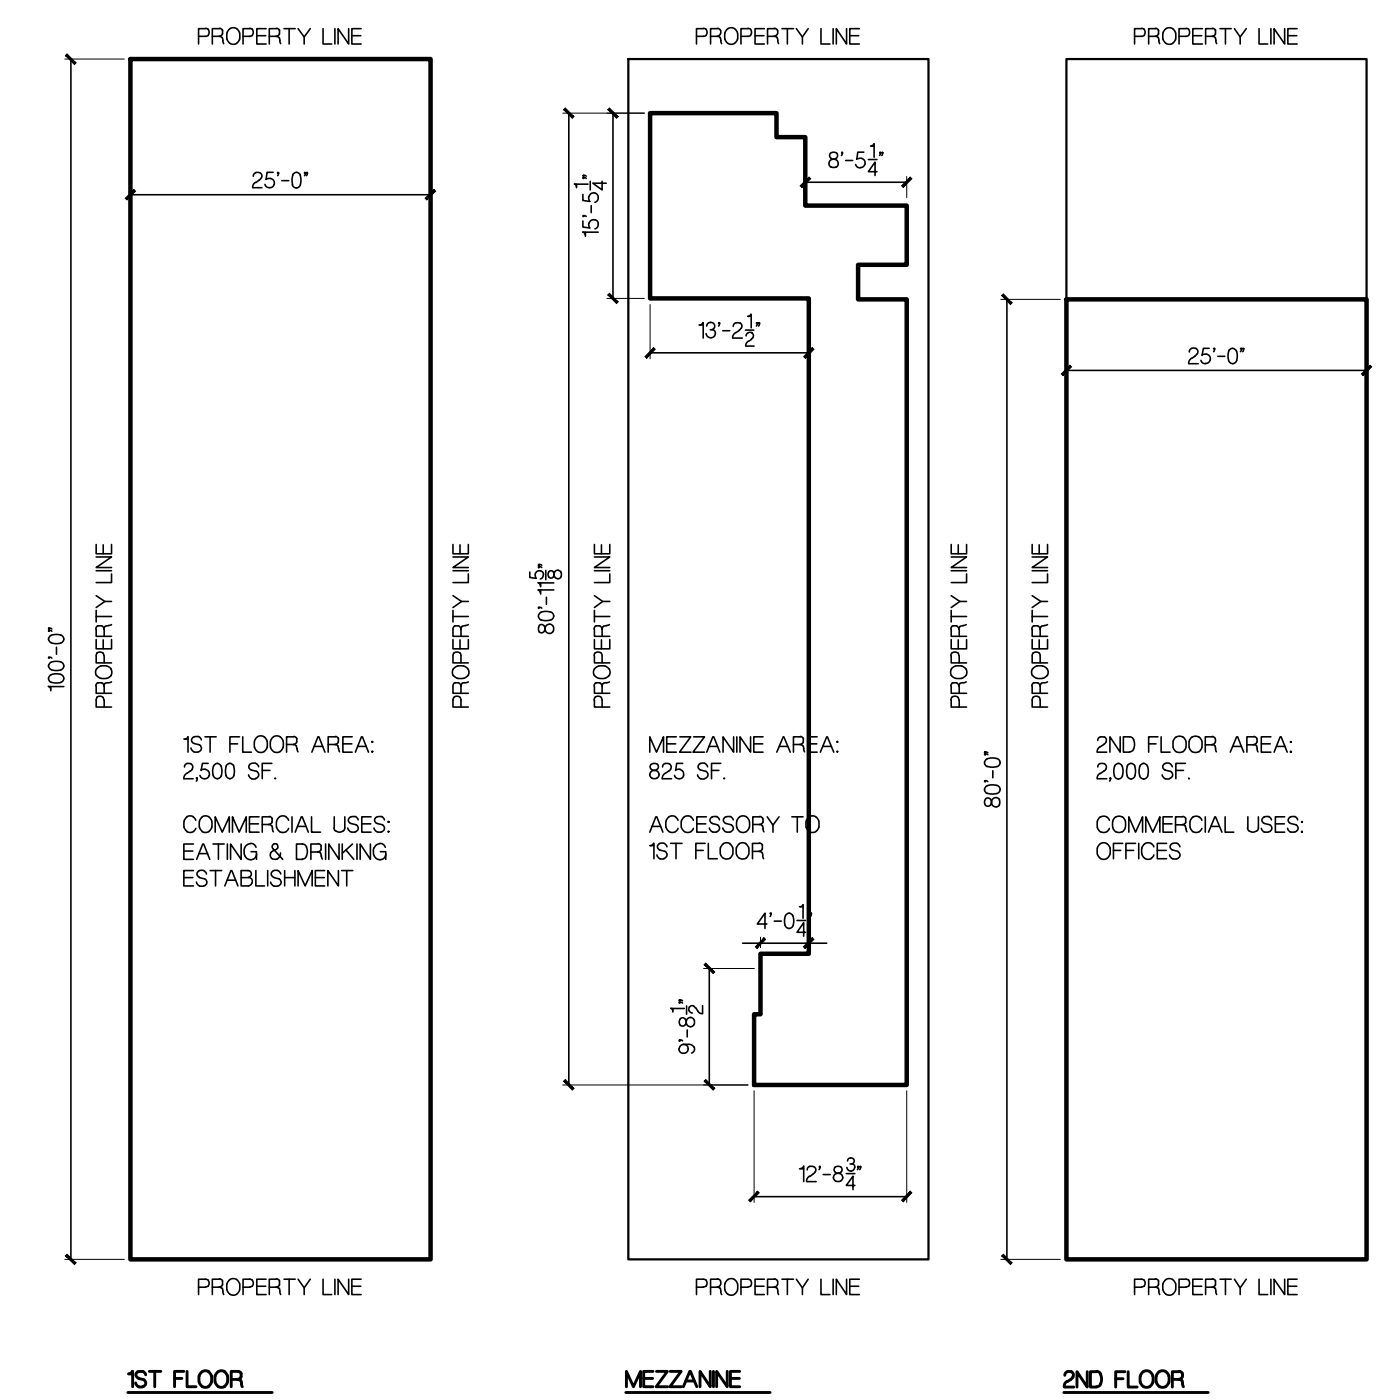 PROPERTY LINE
PROPERTY LINE
PROPERTY LINE
25'-0"
8'-5 1/4"
15'-5 1/4"
13'-2 1/2"
25'-0"
100'-0"
PROPERTY LINE
PROPERTY LINE
80'-11 5/8"
PROPERTY LINE
PROPERTY LINE
80'-0"
PROPERTY LINE
1ST FLOOR AREA:
2,500 SF.
COMMERCIAL USES:
EATING & DRINKING
ESTABLISHMENT
MEZZANINE AREA:
825 SF.
ACCESSORY TO
1ST FLOOR
2ND FLOOR AREA:
2,000 SF.
COMMERCIAL USES:
OFFICES
4'-0 1/4"
9'-8 1/2"
12'-8 3/4"
PROPERTY LINE
PROPERTY LINE
PROPERTY LINE
1ST FLOOR
MEZZANINE
2ND FLOOR